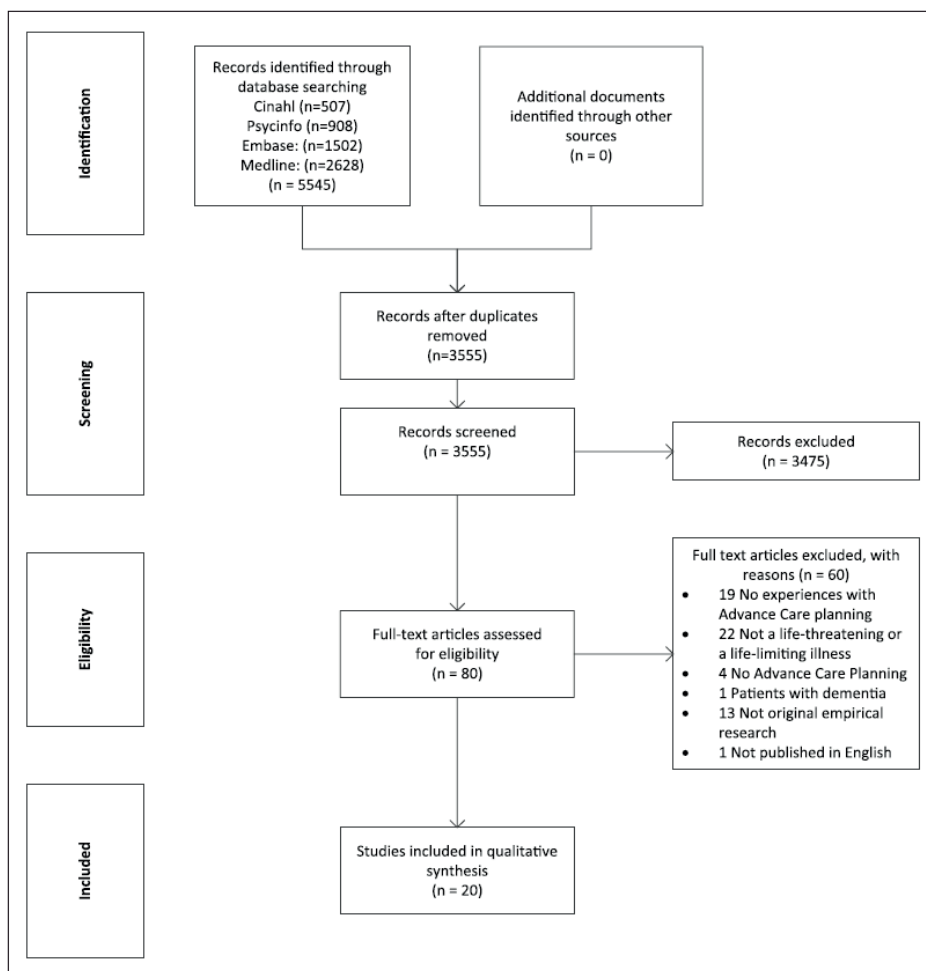 Identification
Records identified through
database searching
Cinahl (n=507)
Psycinfo (n=908)
Embase: (n=1502)
Medline: (n=2628)
(n = 5545)
Additional documents
identified through other
sources
(n = 0)
Screening
Records after duplicates
removed
(n=3555)
Records screened
(n = 3555)
Records excluded
(n = 3475)
Eligibility
Full-text articles assessed
for eligibility
(n = 80)
Full text articles excluded, with
reasons (n = 60)
• 19 No experiences with
Advance Care planning
• 22 Not a life-threatening or
a life-limiting illness
• 4 No Advance Care Planning
• 1 Patients with dementia
• 13 Not original empirical
research
• 1 Not published in English
Included
Studies included in qualitative
synthesis
(n = 20)